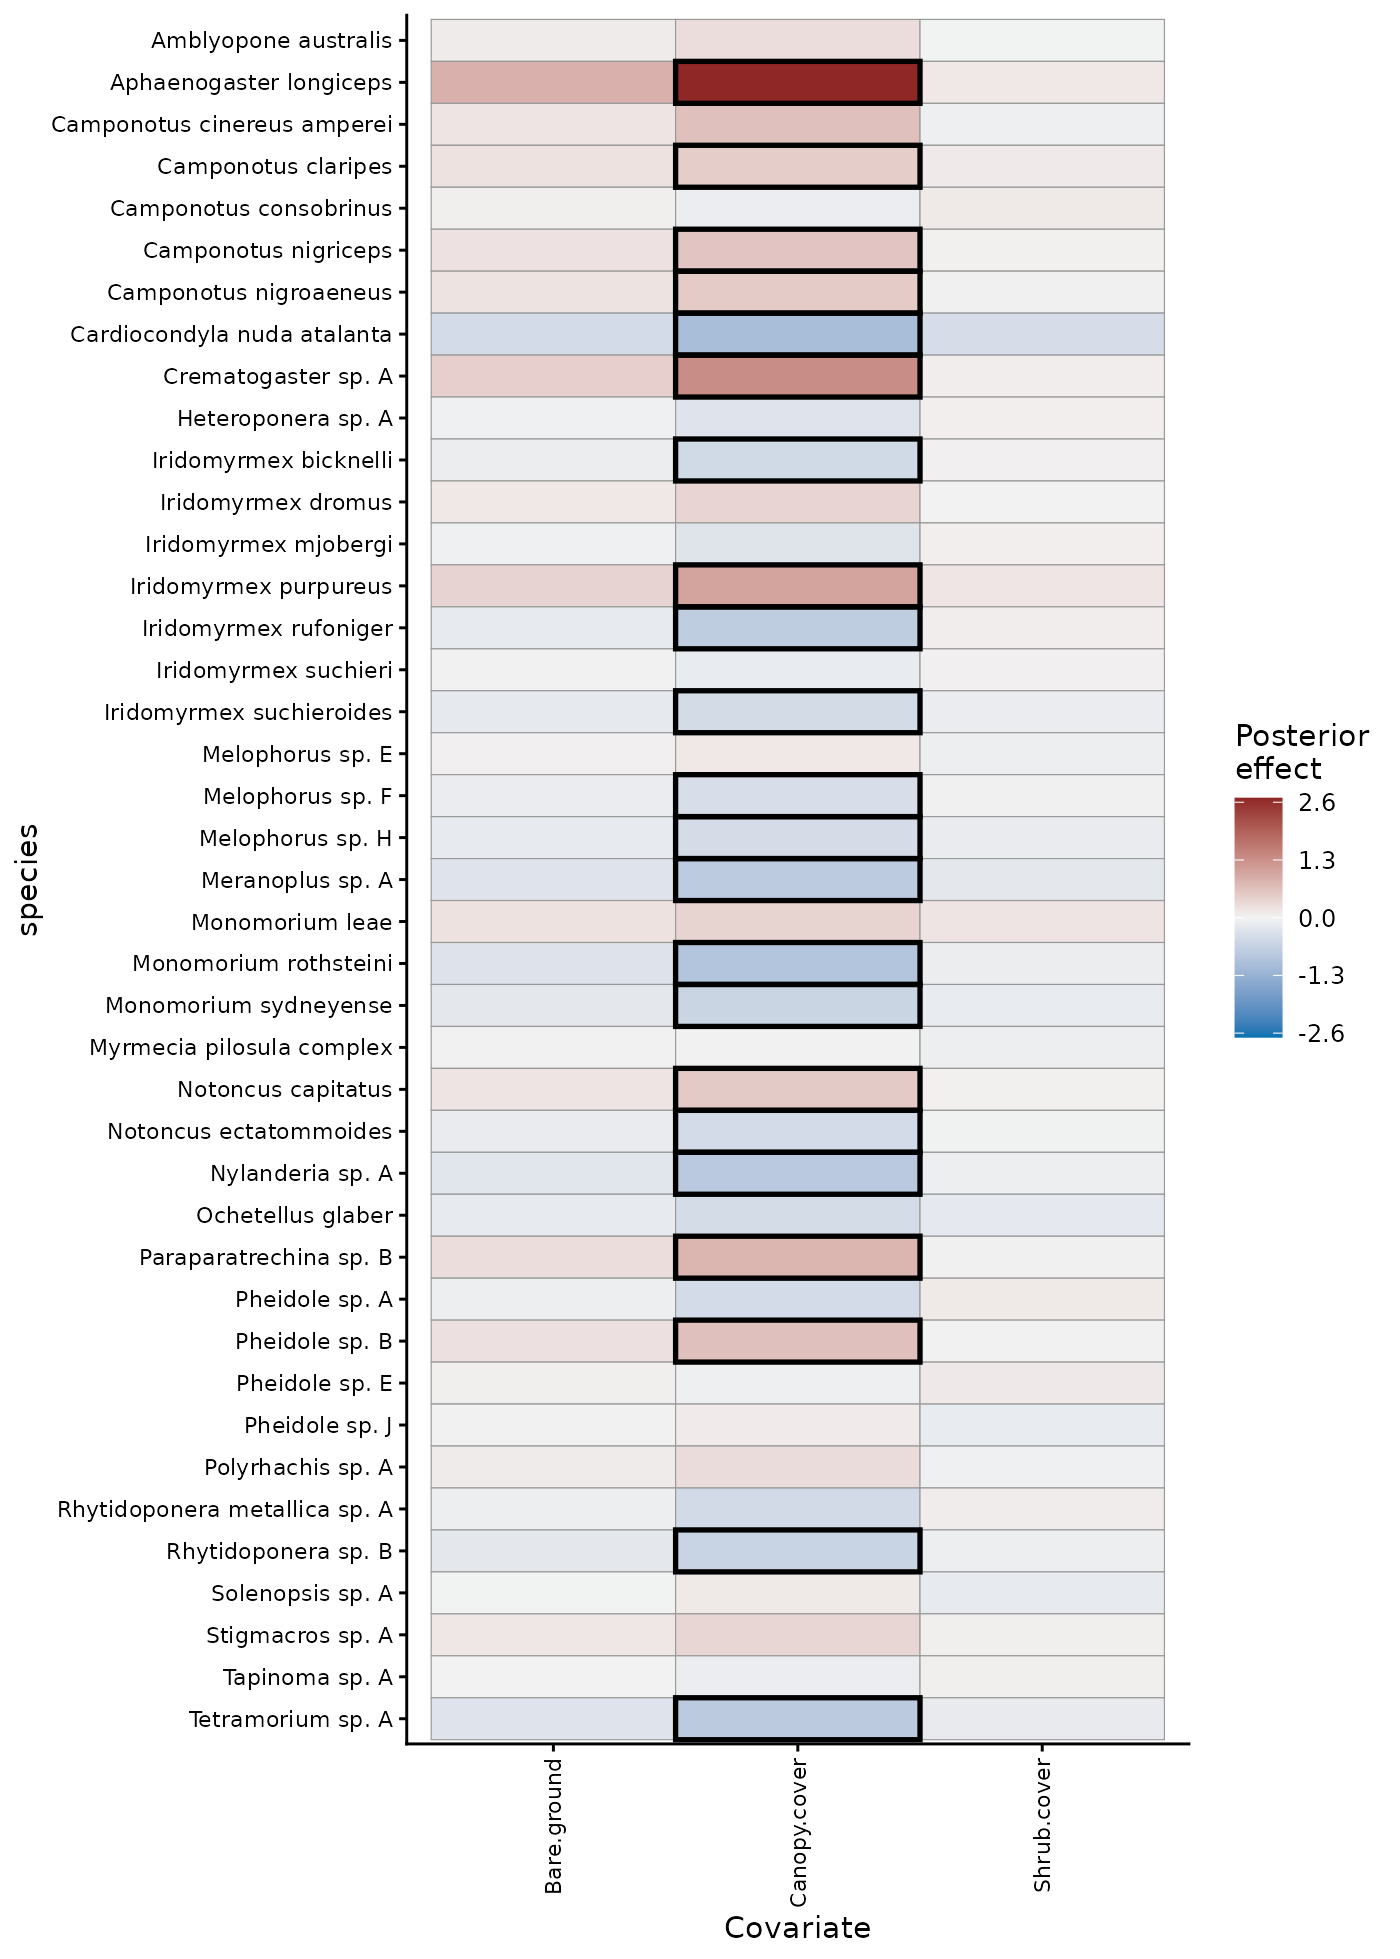 Amblyopone australis
Aphaenogaster longiceps
Camponotus cinereus amperei
Camponotus claripes
Camponotus consobrinus
Camponotus nigriceps
Camponotus nigroaeneus
Cardiocondyla nuda atalanta
Crematogaster sp. A
Heteroponera sp. A
Iridomyrmex bicknelli
Iridomyrmex dromus
Iridomyrmex mjobergi
Iridomyrmex purpureus
Iridomyrmex rufoniger
Iridomyrmex suchieri
Iridomyrmex suchieroides
Melophorus sp. E
Melophorus sp. F
Melophorus sp. H
Meranoplus sp. A
Monomorium leae
Monomorium rothsteini
Monomorium sydneyense
Myrmecia pilosula complex
Notoncus capitatus
Notoncus ectatommoides
Nylanderia sp. A
Ochetellus glaber
Paraparatrechina sp. B
Pheidole sp. A
Pheidole sp. B
Pheidole sp. E
Pheidole sp. J
Polyrhachis sp. A
Rhytidoponera metallica sp. A
Rhytidoponera sp. B
Solenopsis sp. A
Stigmacros sp. A
Tapinoma sp. A
Tetramorium sp. A
species
Bare.ground
Canopy.cover
Shrub.cover
Covariate
Posterior
effect
2.6
1.3
0.0
-1.3
-2.6